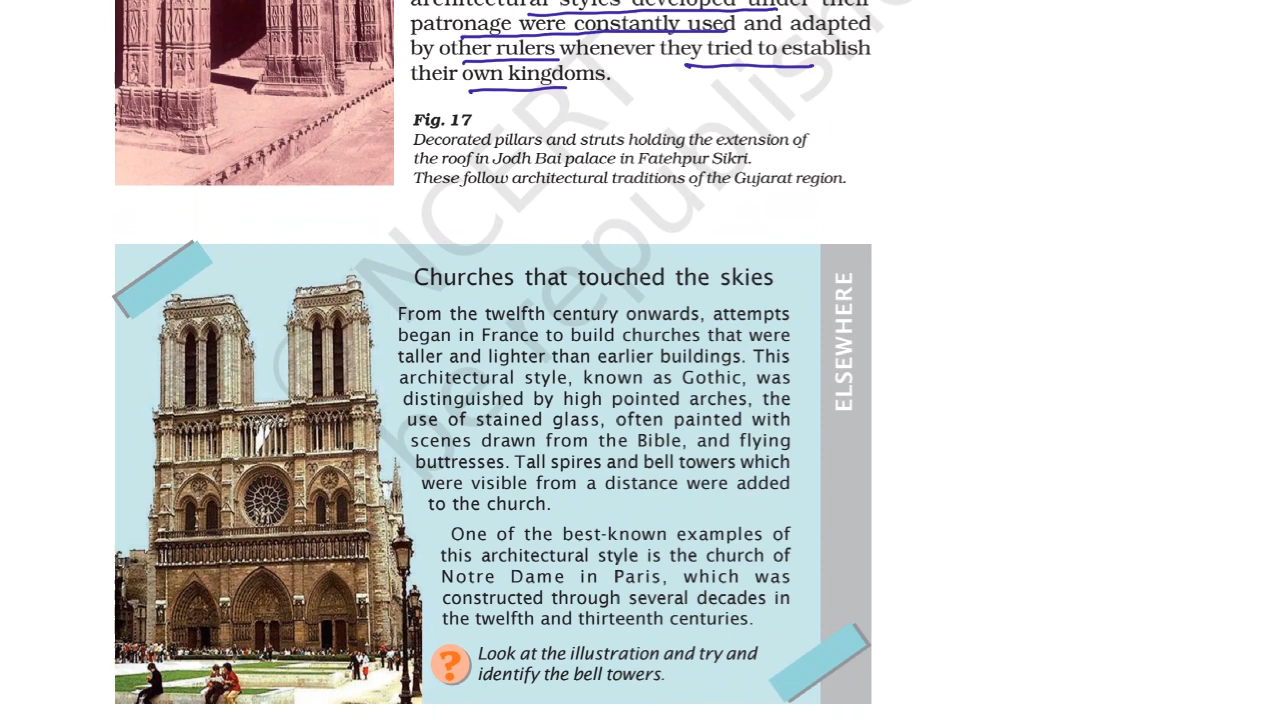 architectural styles developed under their
patronage were constantly used and adapted
by other rulers whenever they tried to establish
their own kingdoms.
Fig. 17
Decorated pillars and struts holding the extension of
the roof in Jodh Bai palace in Fatehpur Sikri.
These follow architectural traditions of the Gujarat region.
© NCERT
be republished
Churches that touched the skies
From the twelfth century onwards, attempts
began in France to build churches that were
taller and lighter than earlier buildings. This
architectural style, known as Gothic, was
distinguished by high pointed arches, the
use of stained glass, often painted with
scenes drawn from the Bible, and flying
buttresses. Tall spires and bell towers which
were visible from a distance were added
to the church.
One of the best-known examples of
this architectural style is the church of
Notre Dame in Paris, which was
constructed through several decades in
the twelfth and thirteenth centuries.
? Look at the illustration and try and
identify the bell towers.
ELSEWHERE